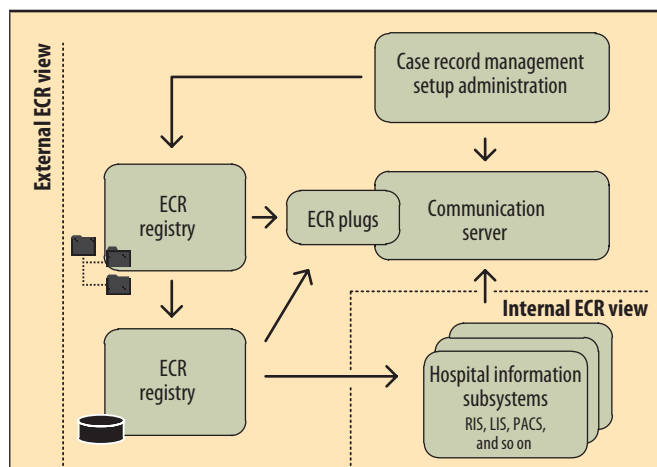 External ECR view
Case record management
setup administration
ECR
registry
ECR plugs
Communication
server
Internal ECR view
ECR
registry
Hospital information
subsystems
RIS, LIS, PACS,
and so on